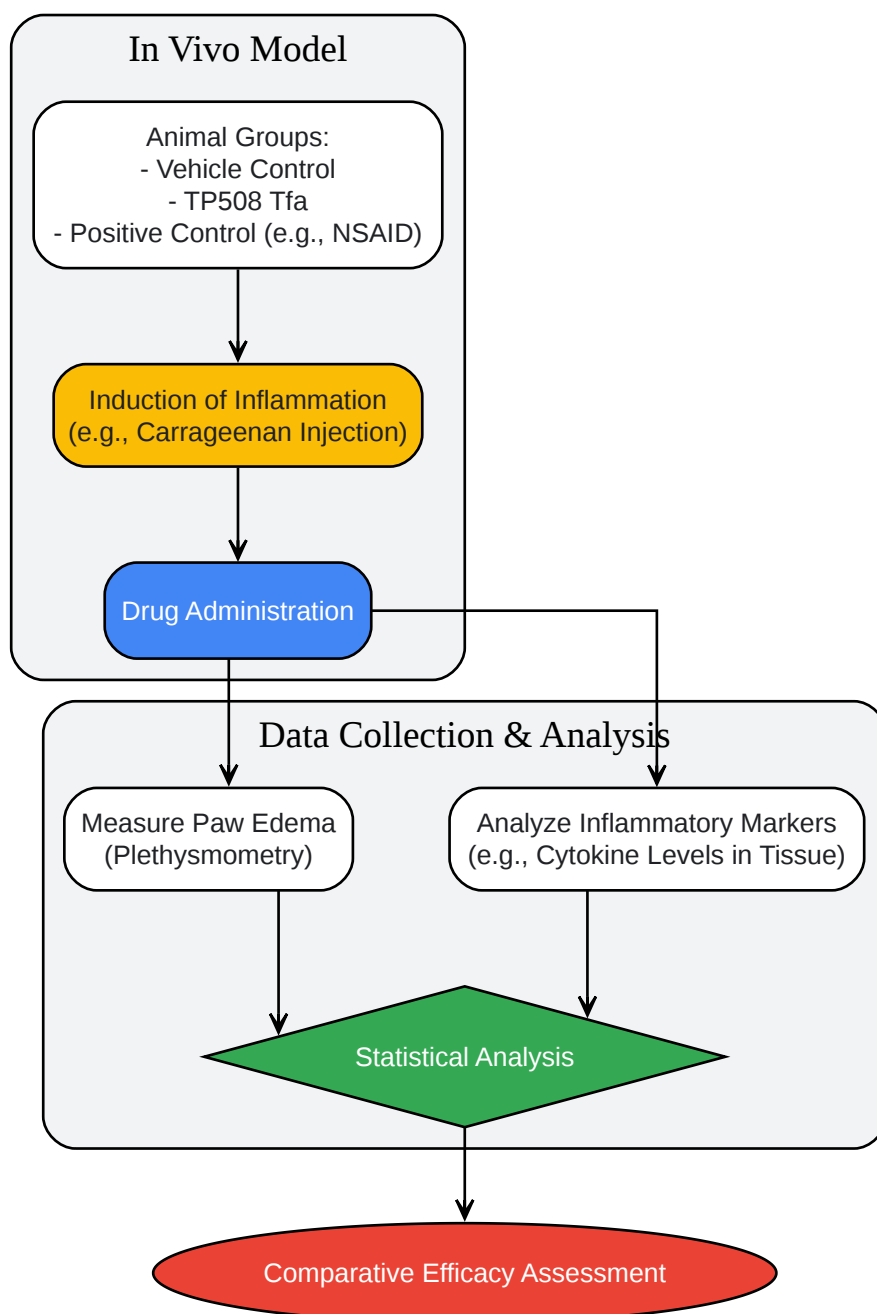 In Vivo Model
Animal Groups:
- Vehicle Control
- TP508 Tfa
- Positive Control (e.g., NSAID)
Induction of Inflammation
(e.g., Carrageenan Injection)
Drug Administration
Data Collection & Analysis
Measure Paw Edema
(Plethysmometry)
Analyze Inflammatory Markers
(e.g., Cytokine Levels in Tissue)
Statistical Analysis
Comparative Efficacy Assessment